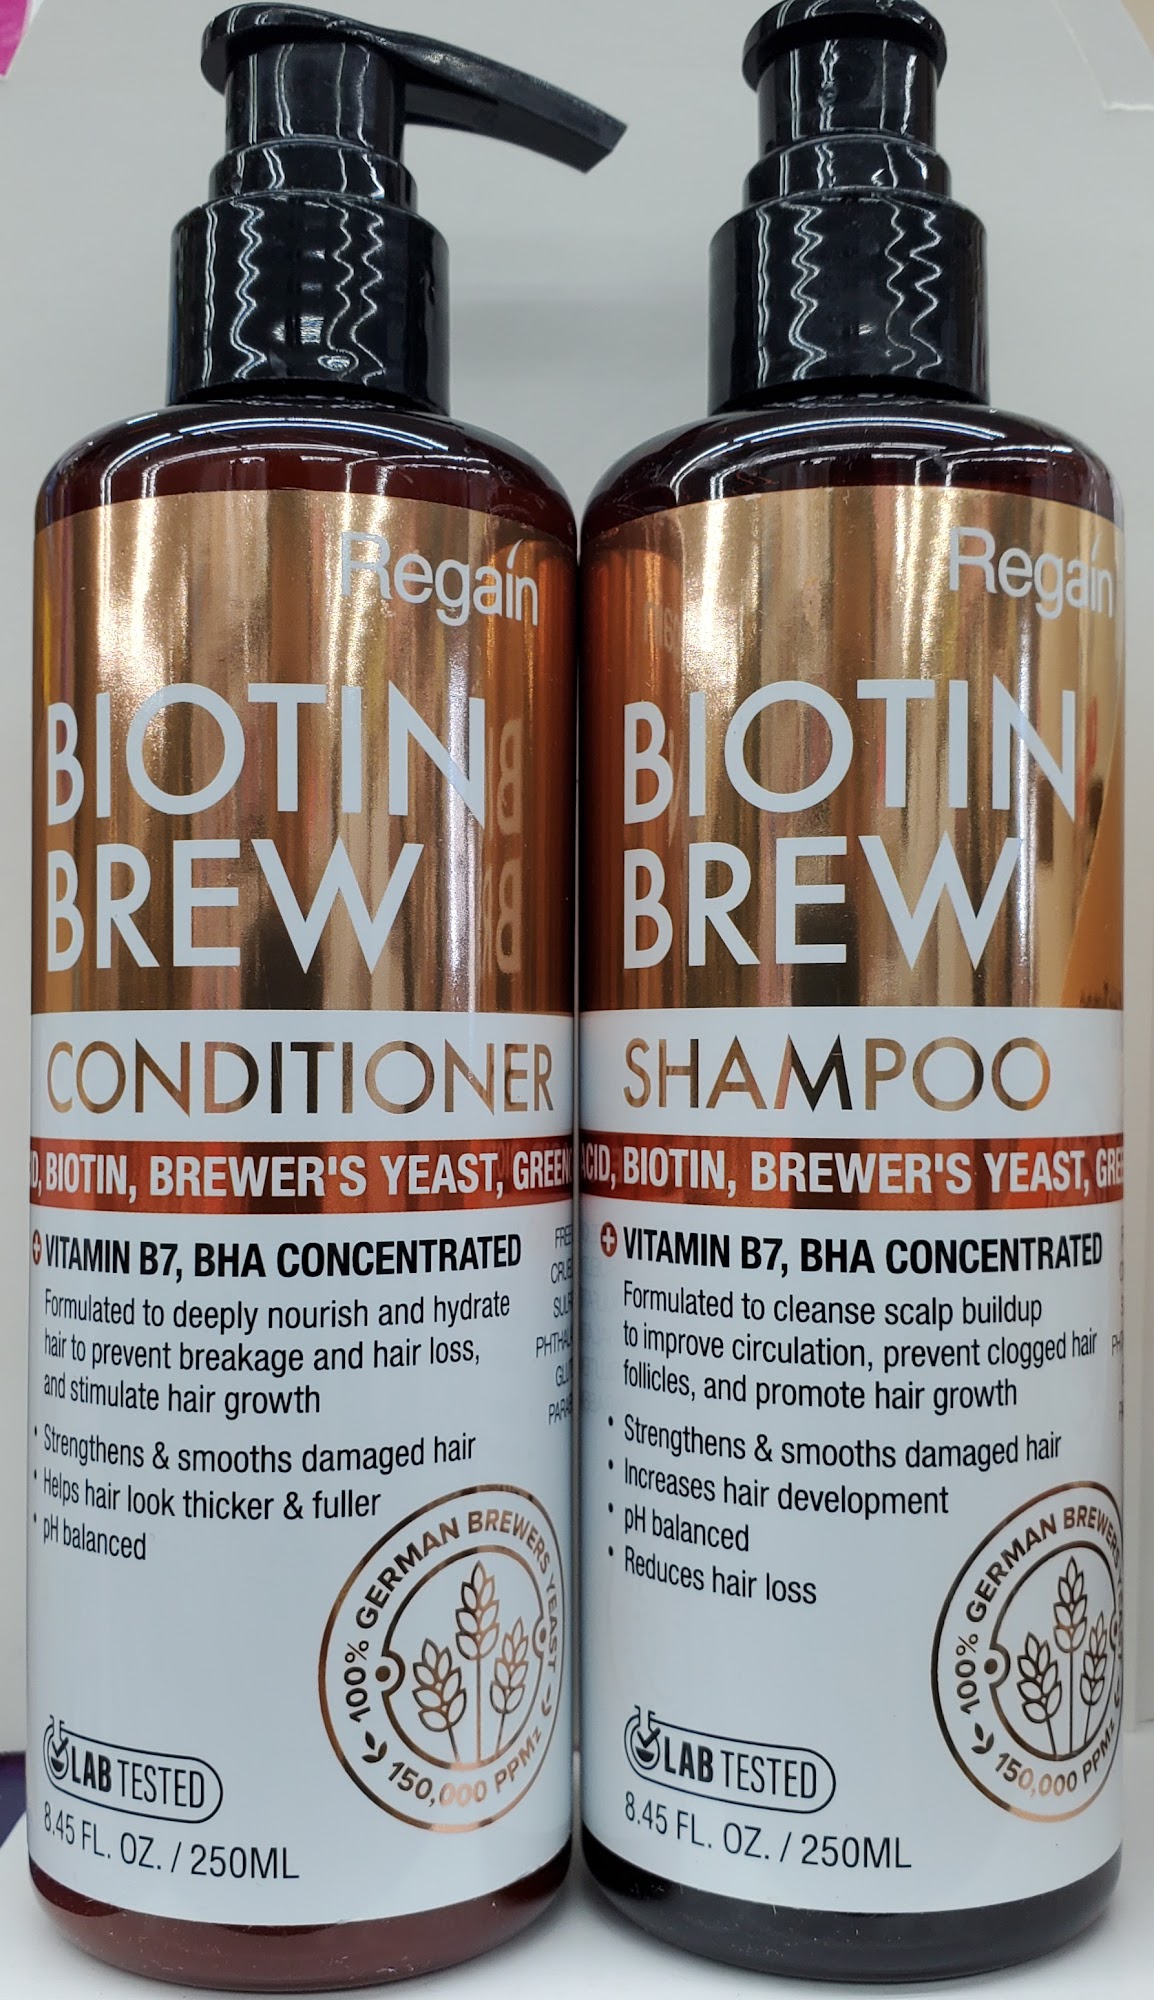 Regain
BIOTIN
BREW
CONDITIONER
BIOTIN, BREWER'S YEAST,
VITAMIN B7, BHA CONCENTRATED
Formulated to deeply nourish and hydrate
hair to prevent breakage and hair loss,
and stimulate hair growth
• Strengthens & smooths damaged hair
• Helps hair look thicker & fuller
• pH balanced
100% GERMAN BREWERS YEAST
150,000 PPMz
LAB TESTED
8.45 FL. OZ. / 250ML
Regain
BIOTIN
BREW
SHAMPOO
ACID, BIOTIN, BREWER'S YEAST,
VITAMIN B7, BHA CONCENTRATED
Formulated to cleanse scalp buildup
to improve circulation, prevent clogged hair
follicles, and promote hair growth
• Strengthens & smooths damaged hair
• Increases hair development
• pH balanced
• Reduces hair loss
100% GERMAN BREWERS YEAST
150,000 PPMz
LAB TESTED
8.45 FL. OZ. / 250ML